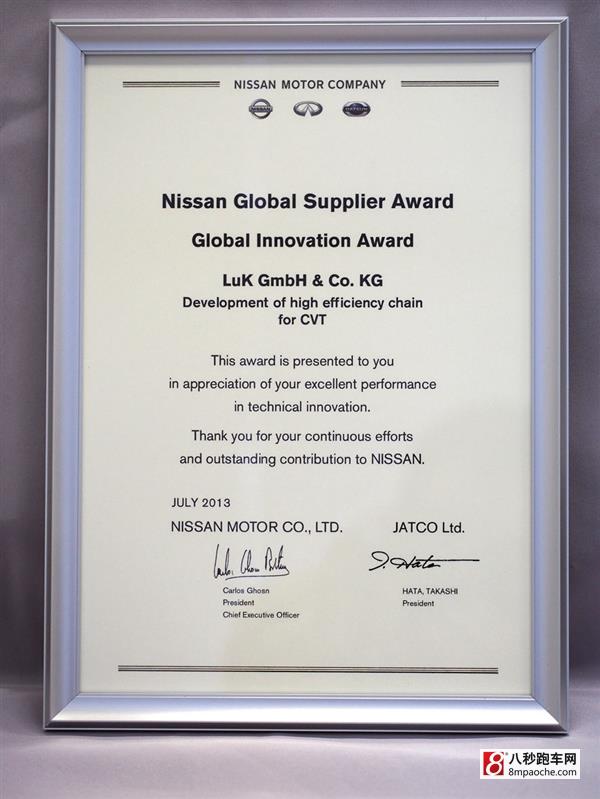 NISSAN MOTOR COMPANY
NISSAN
Nissan Global Supplier Award
Global Innovation Award
LuK GmbH & Co. KG
Development of high efficiency chain
for CVT
This award is presented to you
in appreciation of your excellent performance
in technical innovation.
Thank you for your continuous efforts
and outstanding contribution to NISSAN.
JULY 2013
NISSAN MOTOR CO., LTD. JATCO Ltd.
Carlos Ghosn HATA, TAKASHI
President President
Chief Executive Officer
8 八秒跑车网
8mpaoche.com